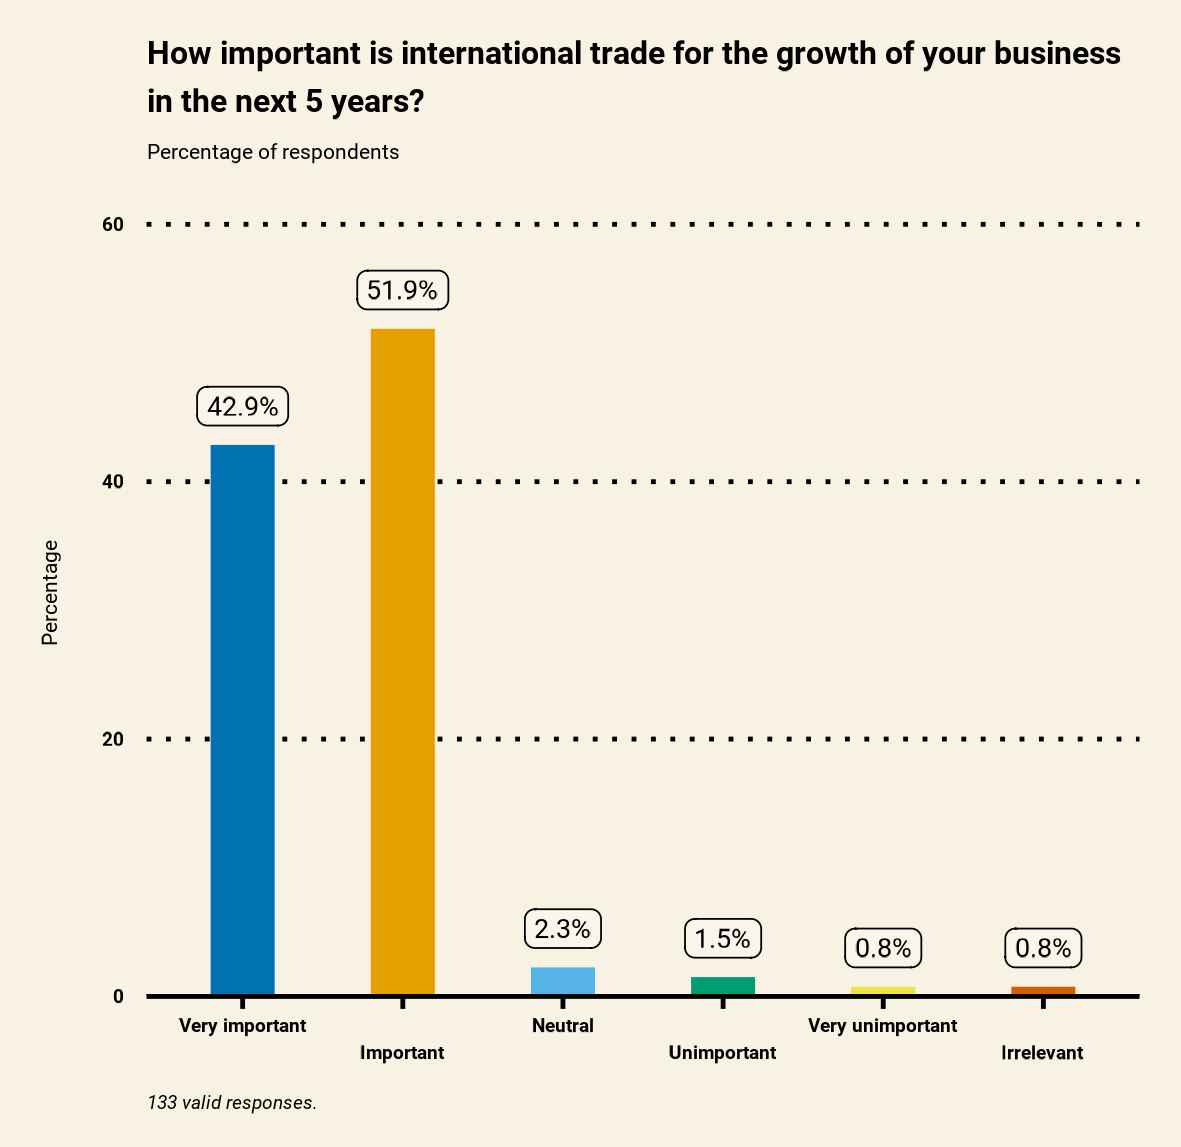 How important is international trade for the growth of your business
in the next 5 years?
Percentage of respondents
60
51.9%
42.9%
40
Percentage
20
2.3%
1.5%
0.8%
0.8%
0
Very important
Neutral
Very unimportant
Important
Unimportant
Irrelevant
133 valid responses.